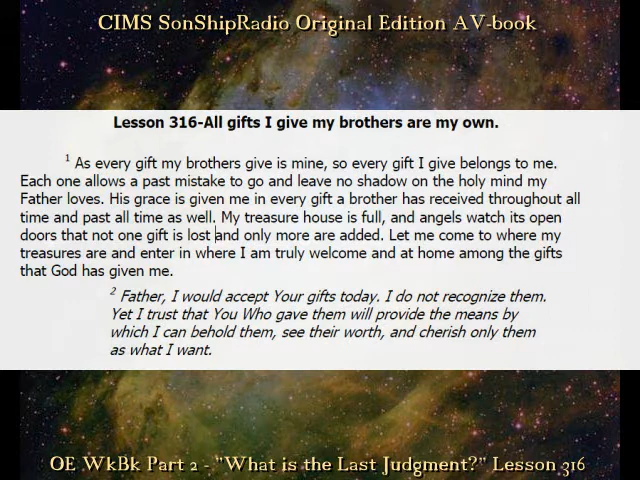 CIMS SonShipRadio Original Edition AV-book
Lesson 316-All gifts I give my brothers are my own.
1 As every gift my brothers give is mine, so every gift I give belongs to me.
Each one allows a past mistake to go and leave no shadow on the holy mind my
Father loves. His grace is given me in every gift a brother has received throughout all
time and past all time as well. My treasure house is full, and angels watch its open
doors that not one gift is lost and only more are added. Let me come to where my
treasures are and enter in where I am truly welcome and at home among the gifts
that God has given me.
2 Father, I would accept Your gifts today. I do not recognize them.
Yet I trust that You Who gave them will provide the means by
which I can behold them, see their worth, and cherish only them
as what I want.
OE WkBk Part 2 - "What is the Last Judgment?" Lesson 316